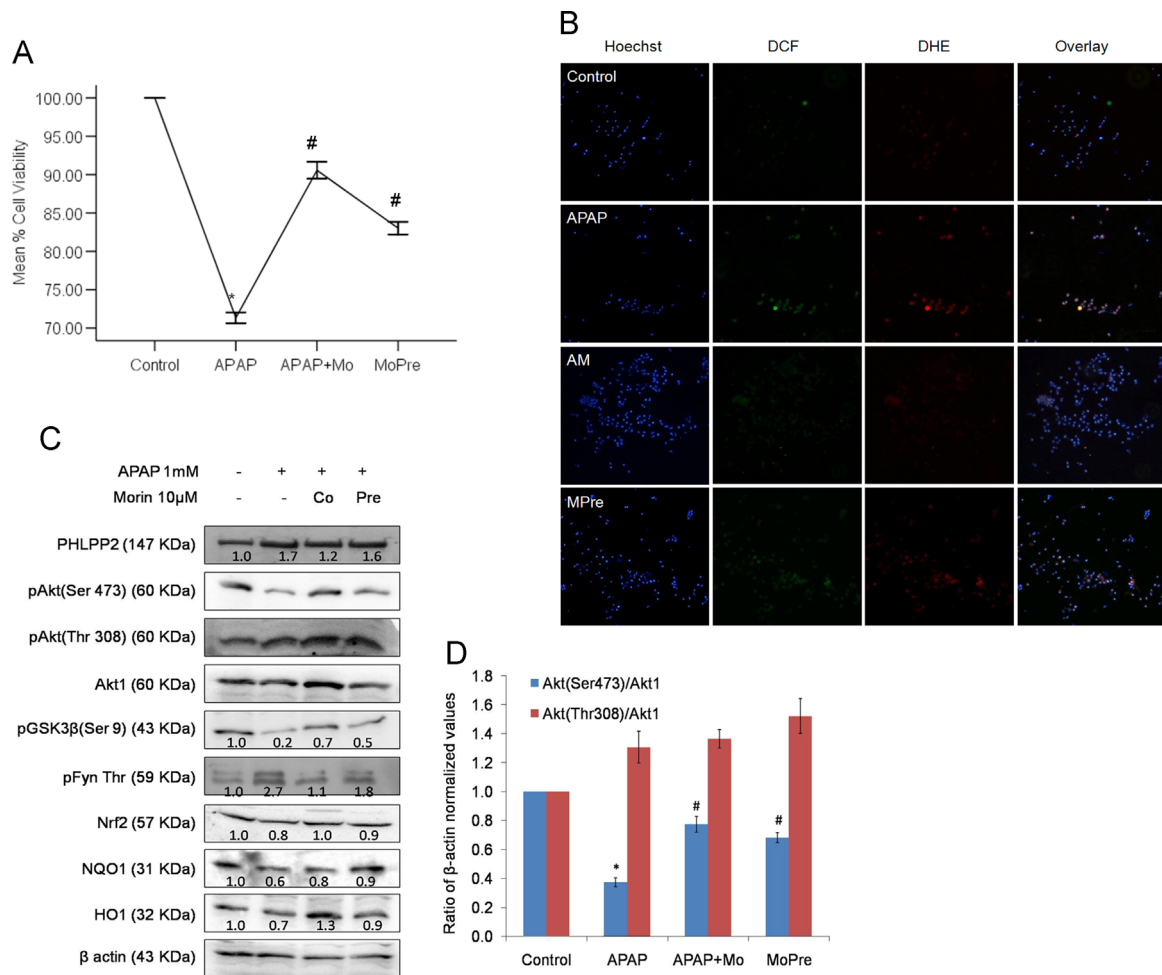 A
100.00
95.00
90.00
85.00
80.00
75.00
70.00
Mean % Cell Viability
*
#
#
Control APAP APAP+Mo MoPre
B
Hoechst DCF DHE Overlay
Control
APAP
AM
MPre
C
APAP 1mM - + + +
Morin 10μM - - Co Pre
PHLPP2 (147 KDa) 1.0 1.7 1.2 1.6
pAkt(Ser 473) (60 KDa)
pAkt(Thr 308) (60 KDa)
Akt1 (60 KDa)
pGSK3β(Ser 9) (43 KDa) 1.0 0.2 0.7 0.5
pFyn Thr (59 KDa) 1.0 2.7 1.1 1.8
Nrf2 (57 KDa) 1.0 0.8 1.0 0.9
NQO1 (31 KDa) 1.0 0.6 0.8 0.9
HO1 (32 KDa) 1.0 0.7 1.3 0.9
β actin (43 KDa)
D
Akt(Ser473)/Akt1
Akt(Thr308)/Akt1
1.8
1.6
1.4
1.2
1.0
0.8
0.6
0.4
0.2
0.0
Ratio of β-actin normalized values
*
#
#
Control APAP APAP+Mo MoPre